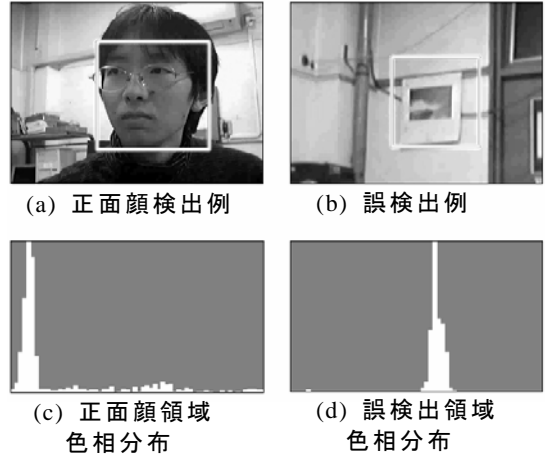 (a) 正面顔検出例
(b) 誤検出例
(c) 正面顔領域
色相分布
(d) 誤検出領域
色相分布